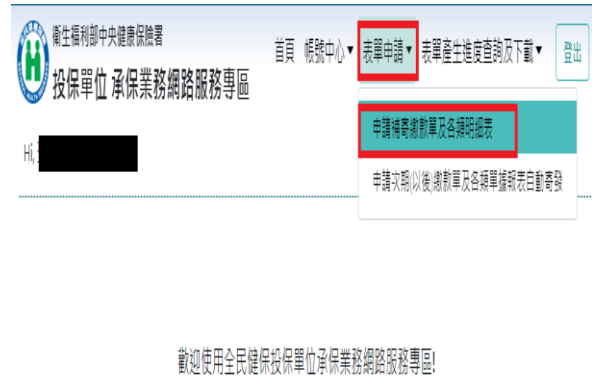 衛生福利部中央健康保險署
投保單位 承保業務網路服務專區
首頁 帳號中心▼ 表單申請▼ 表單產生進度查詢及下載▼ 登出
申請補寄繳款單及各類明細表
Hi,
申請次期(以後)繳款單及各類單據報表自動寄發
歡迎使用全民健保投保單位承保業務網路服務專區!